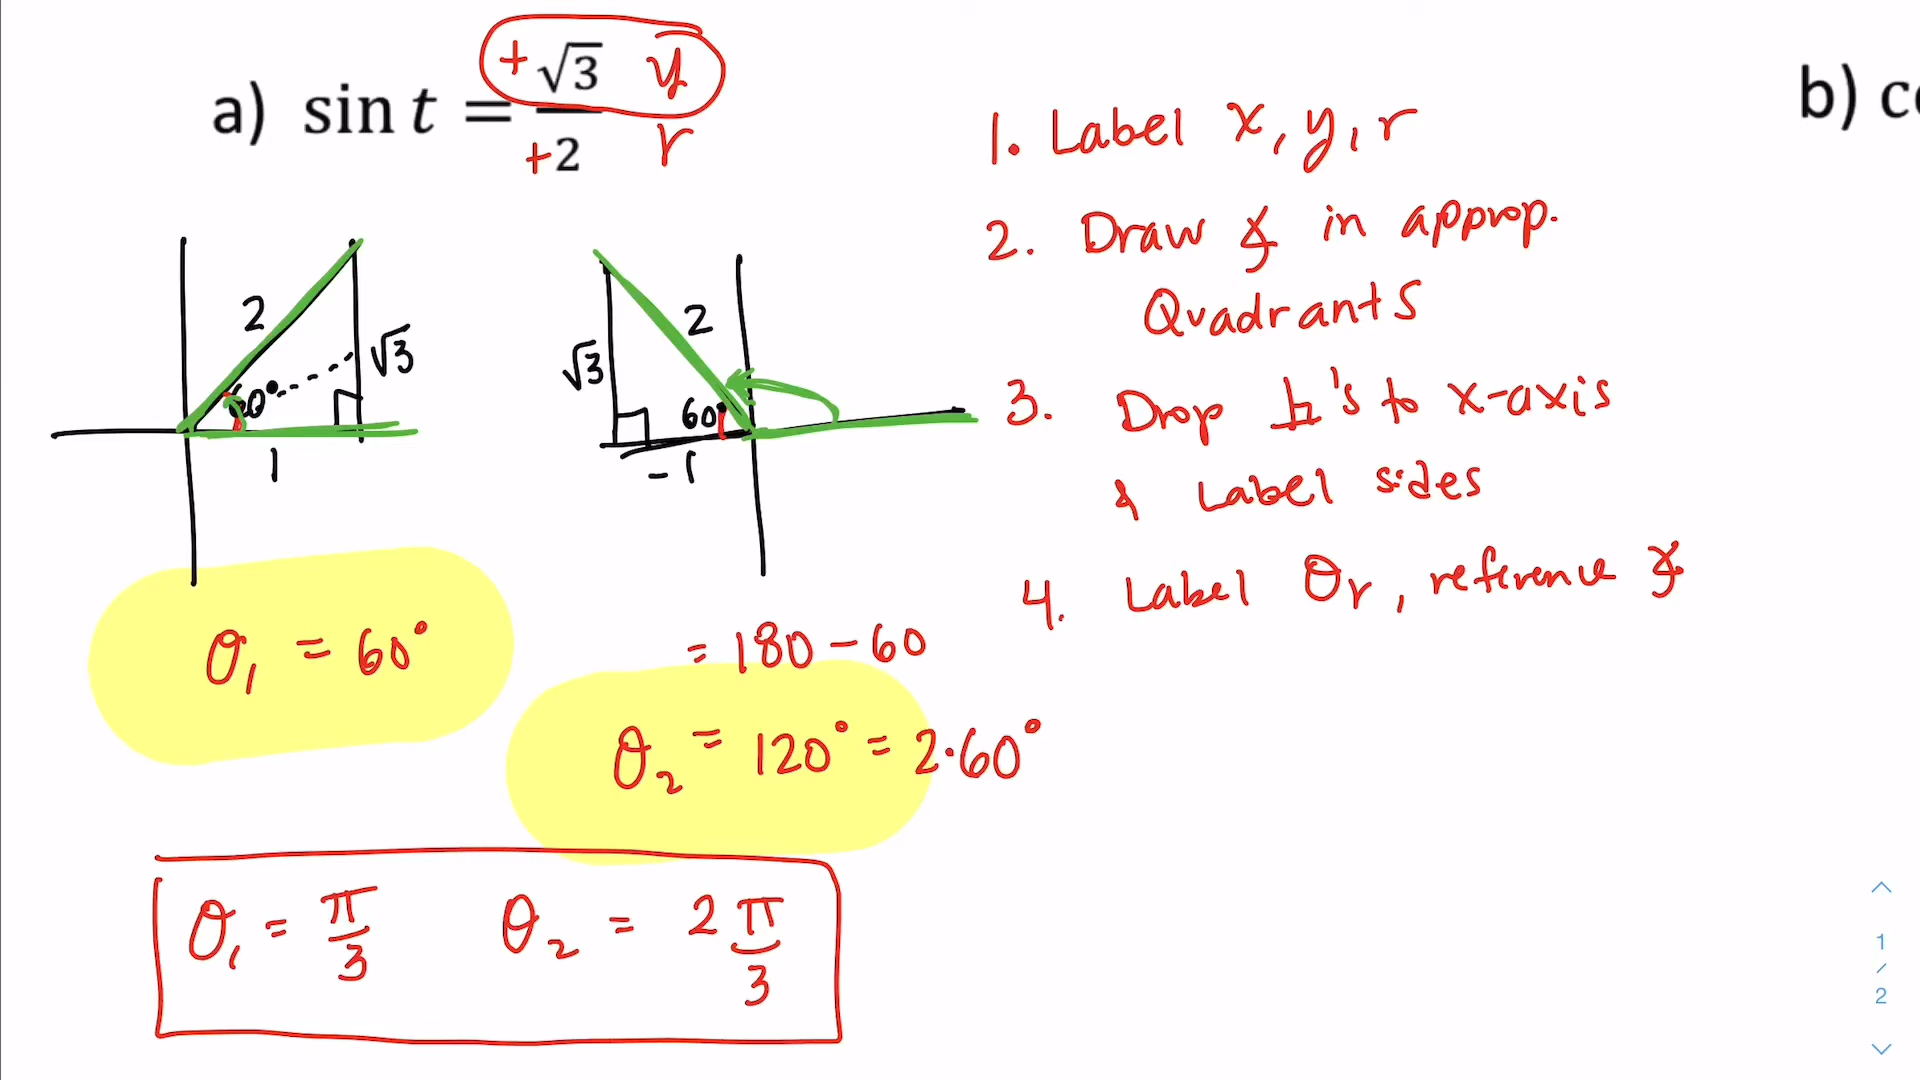 a) sin t = + √3 y
+2 r
b) c
1. Label x, y, r
2. Draw ∡ in approp.
Quadrants
3. Drop ⊥'s to x-axis
& Label sides
4. Label θr, reference ∡
2
√3
60°
1
2
√3
60°
-1
θ₁ = 60°
= 180 - 60
θ₂ = 120° = 2·60°
θ₁ = π/3 θ₂ = 2π/3
1
/
2